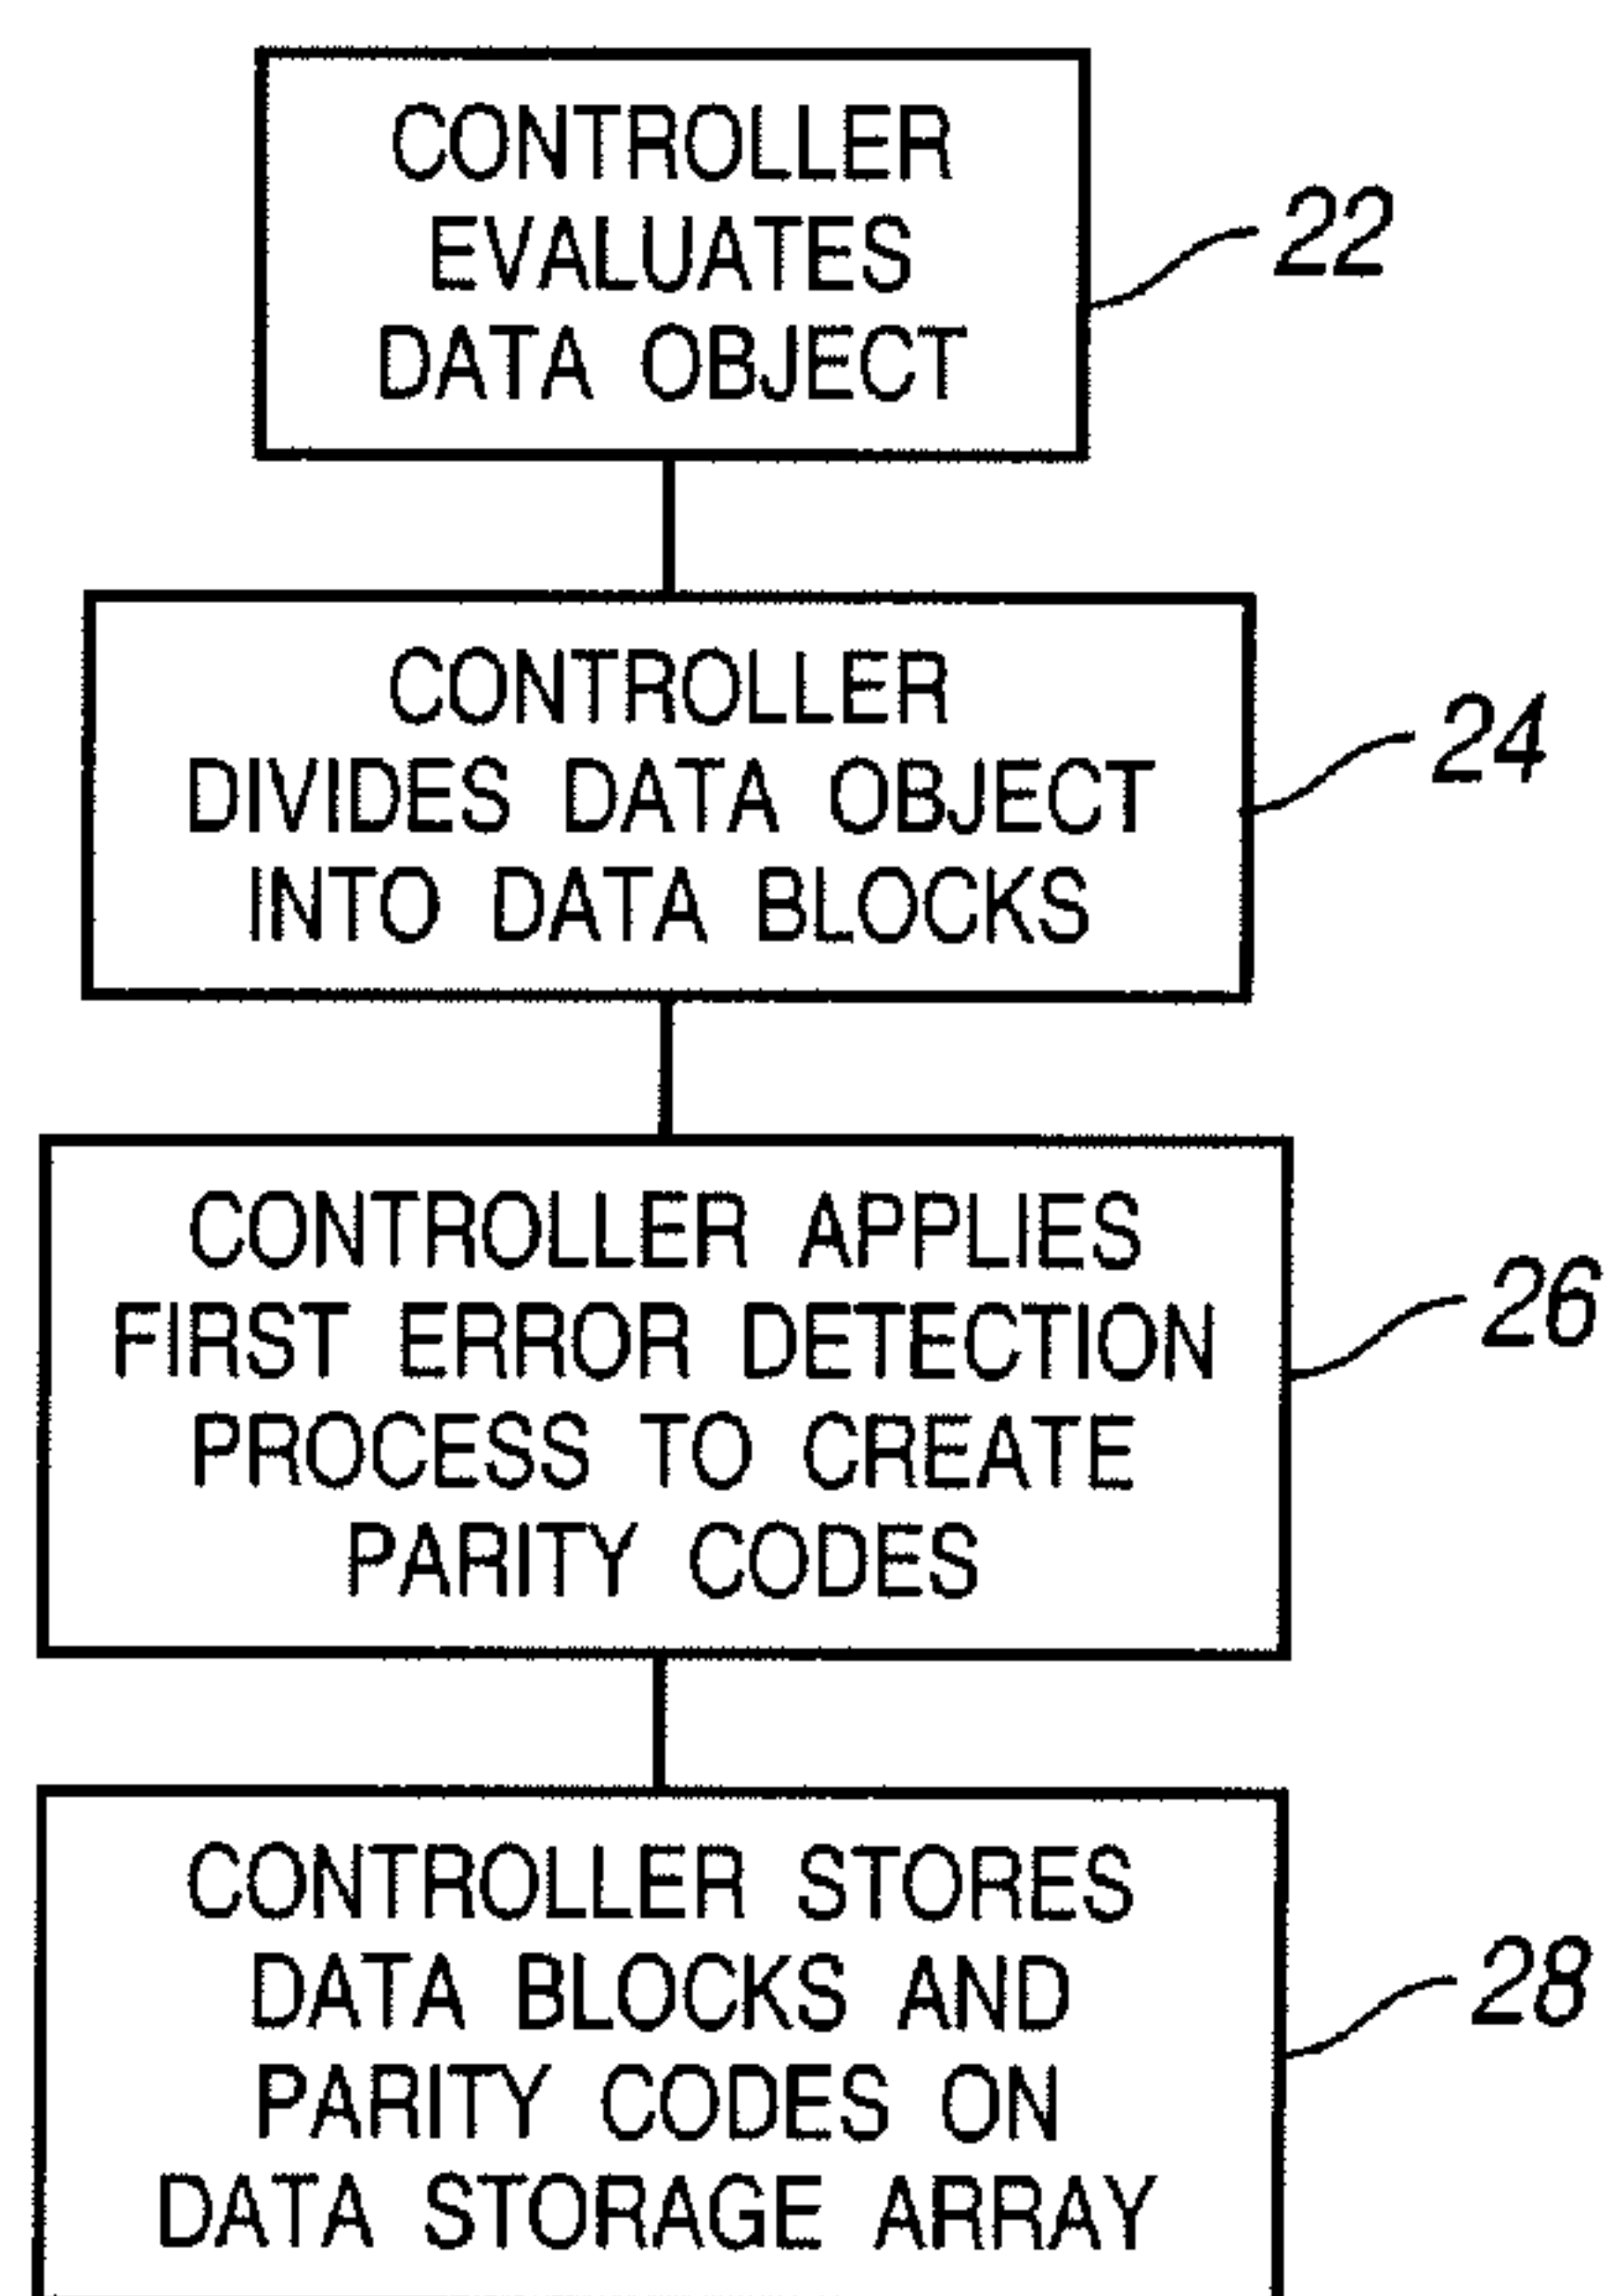 CONTROLLER
EVALUATES
DATA OBJECT
22
CONTROLLER
DIVIDES DATA OBJECT
INTO DATA BLOCKS
24
CONTROLLER APPLIES
FIRST ERROR DETECTION
PROCESS TO CREATE
PARITY CODES
26
CONTROLLER STORES
DATA BLOCKS AND
PARITY CODES ON
DATA STORAGE ARRAY
28